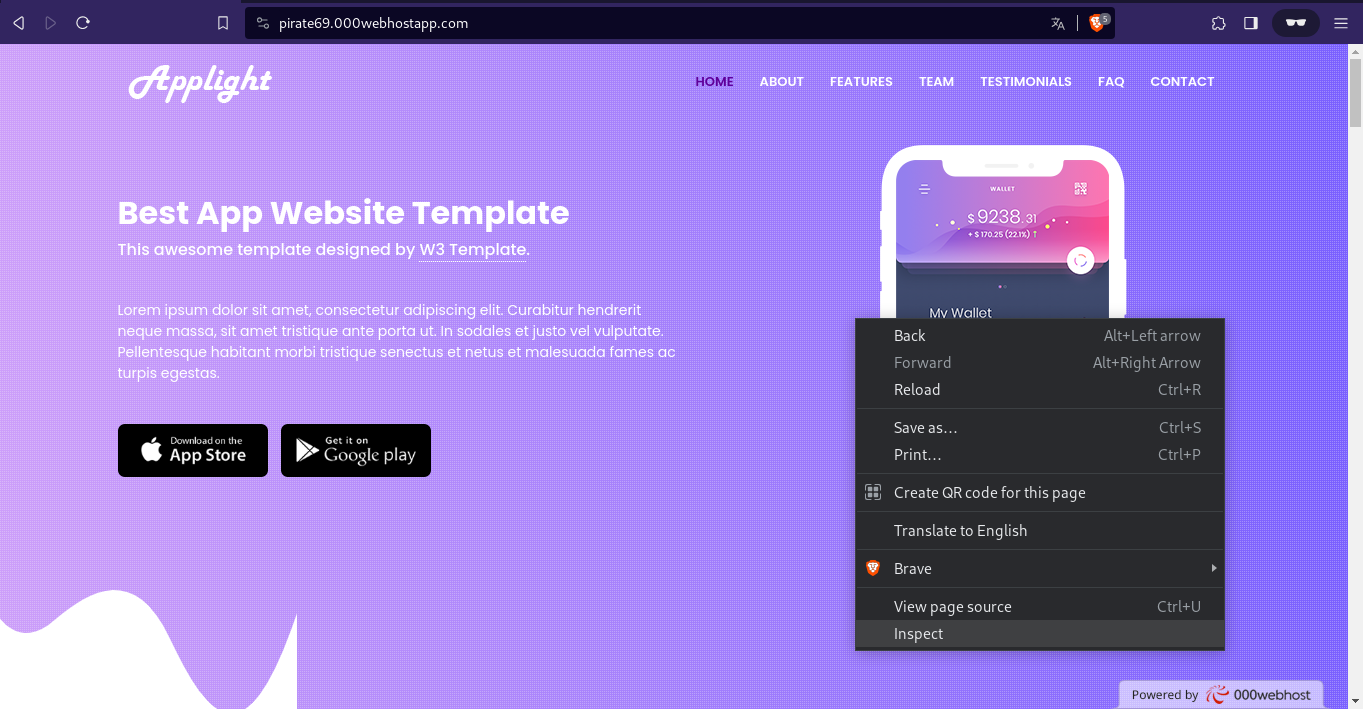 pirate69.000webhostapp.com
5
Applight
HOME ABOUT FEATURES TEAM TESTIMONIALS FAQ CONTACT
WALLET
$ 9238.31
+ $ 170.25 (22.1%) ↑
My Wallet
Best App Website Template
This awesome template designed by W3 Template.
Lorem ipsum dolor sit amet, consectetur adipiscing elit. Curabitur hendrerit
neque massa, sit amet tristique ante porta ut. In sodales et justo vel vulputate.
Pellentesque habitant morbi tristique senectus et netus et malesuada fames ac
turpis egestas.
Download on the
App Store
Get it on
Google play
Back Alt+Left arrow
Forward Alt+Right Arrow
Reload Ctrl+R
Save as… Ctrl+S
Print… Ctrl+P
Create QR code for this page
Translate to English
Brave
View page source Ctrl+U
Inspect
Powered by 000webhost